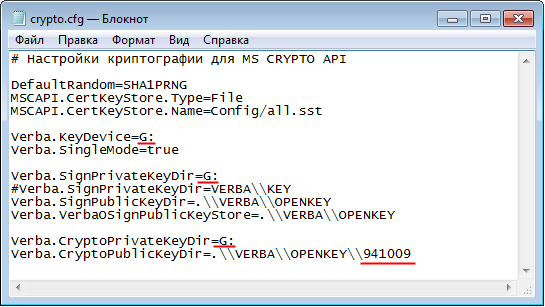 crypto.cfg — Блокнот
Файл Правка Формат Вид Справка
# Настройки криптографии для MS CRYPTO API
DefaultRandom=SHA1PRNG
MSCAPI.CertKeyStore.Type=File
MSCAPI.CertKeyStore.Name=Config/all.sst
Verba.KeyDevice=G:
Verba.SingleMode=true
Verba.SignPrivateKeyDir=G:
#Verba.SignPrivateKeyDir=VERBA\\KEY
Verba.SignPublicKeyDir=.\\VERBA\\OPENKEY
Verba.VerbaOSignPublicKeyStore=.\\VERBA\\OPENKEY
Verba.CryptoPrivateKeyDir=G:
Verba.CryptoPublicKeyDir=.\\VERBA\\OPENKEY\\941009